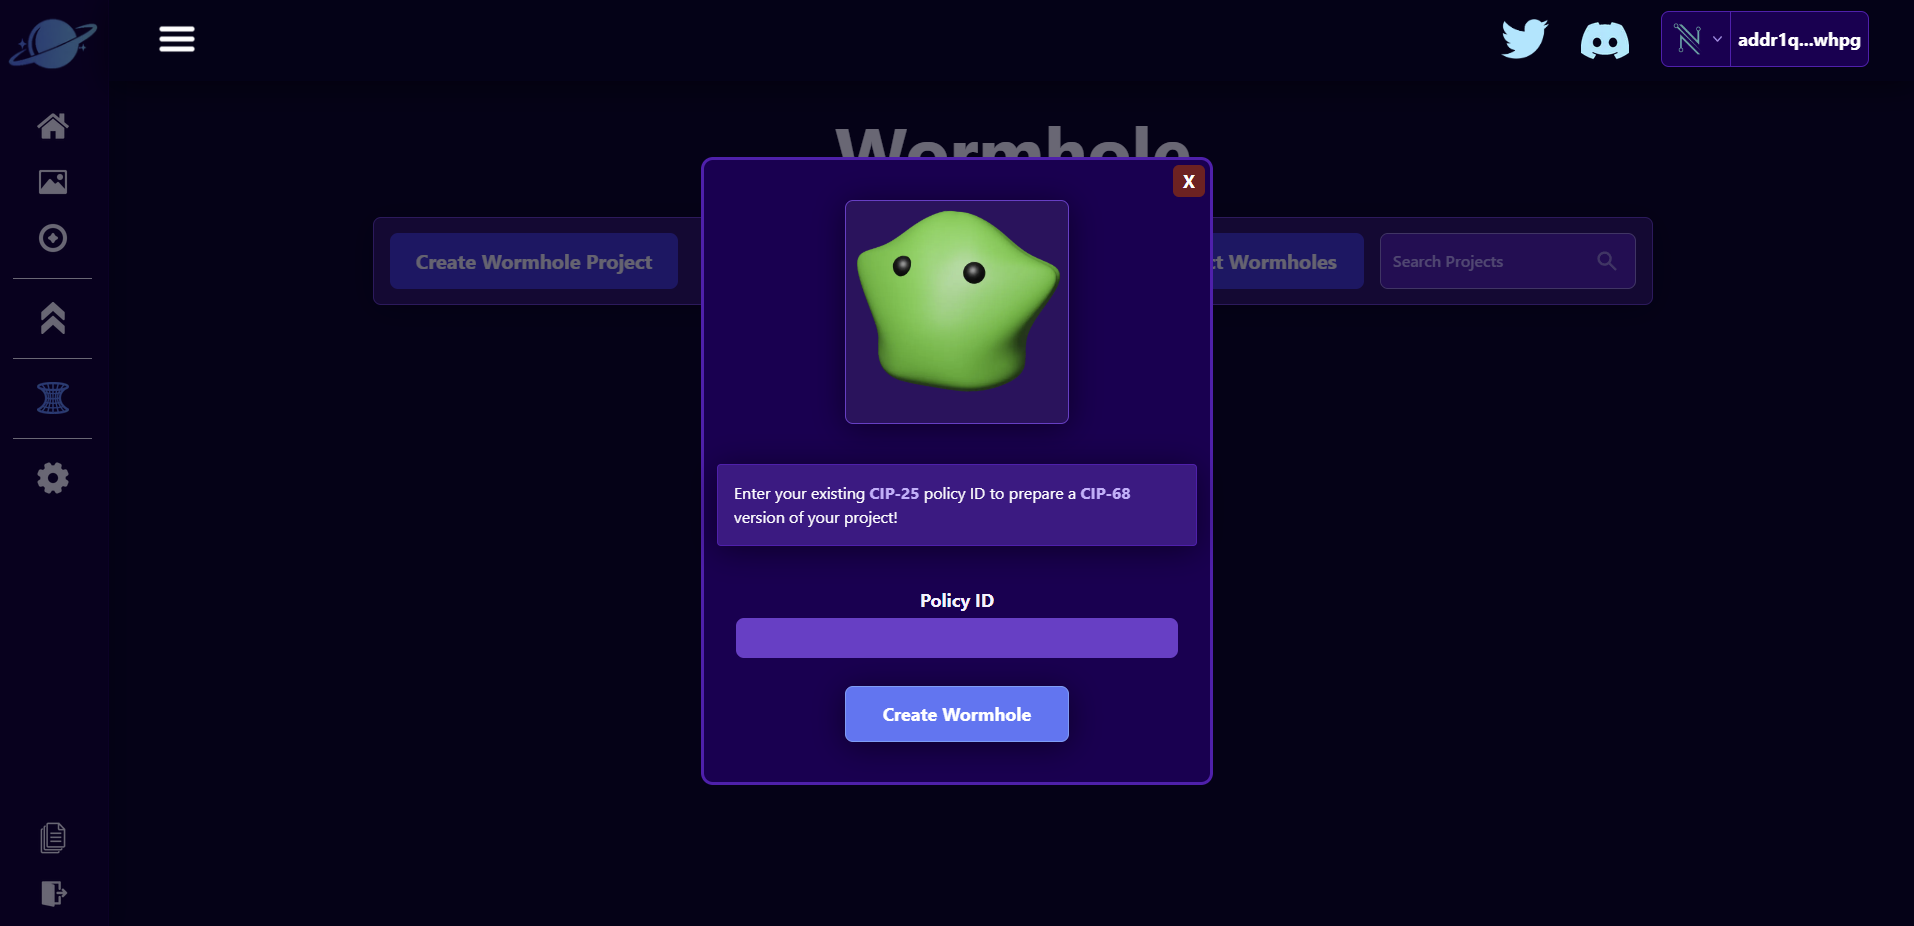 addr1q...whpg
Wormhole
X
Create Wormhole Project
ct Wormholes
Search Projects
Enter your existing CIP-25 policy ID to prepare a CIP-68
version of your project!
Policy ID
Create Wormhole